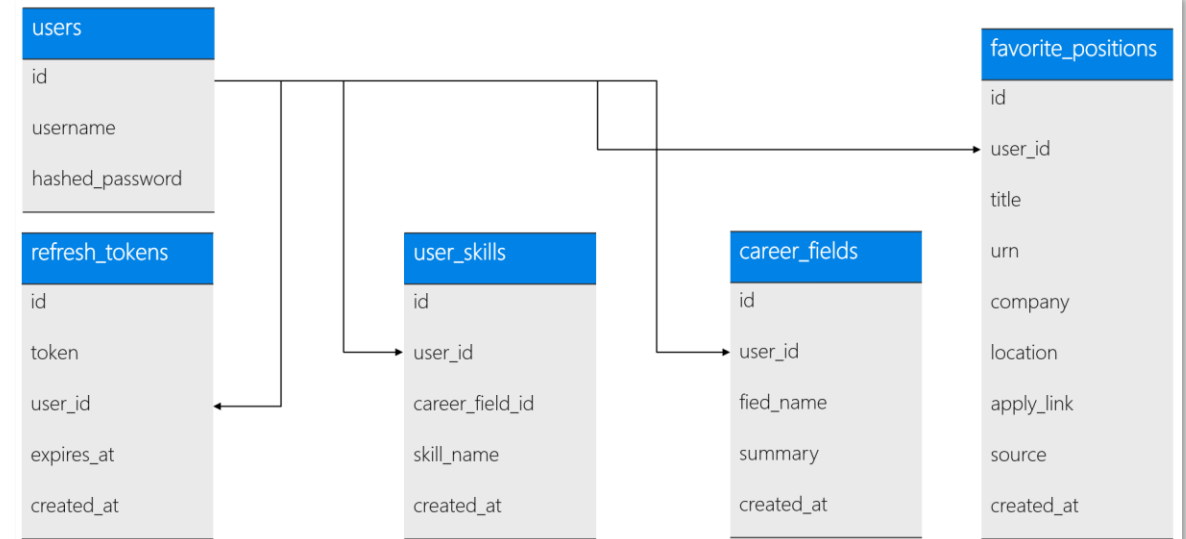 users
id
username
hashed_password
refresh_tokens
id
token
user_id
expires_at
created_at
user_skills
id
user_id
career_field_id
skill_name
created_at
career_fields
id
user_id
fied_name
summary
created_at
favorite_positions
id
user_id
title
urn
company
location
apply_link
source
created_at